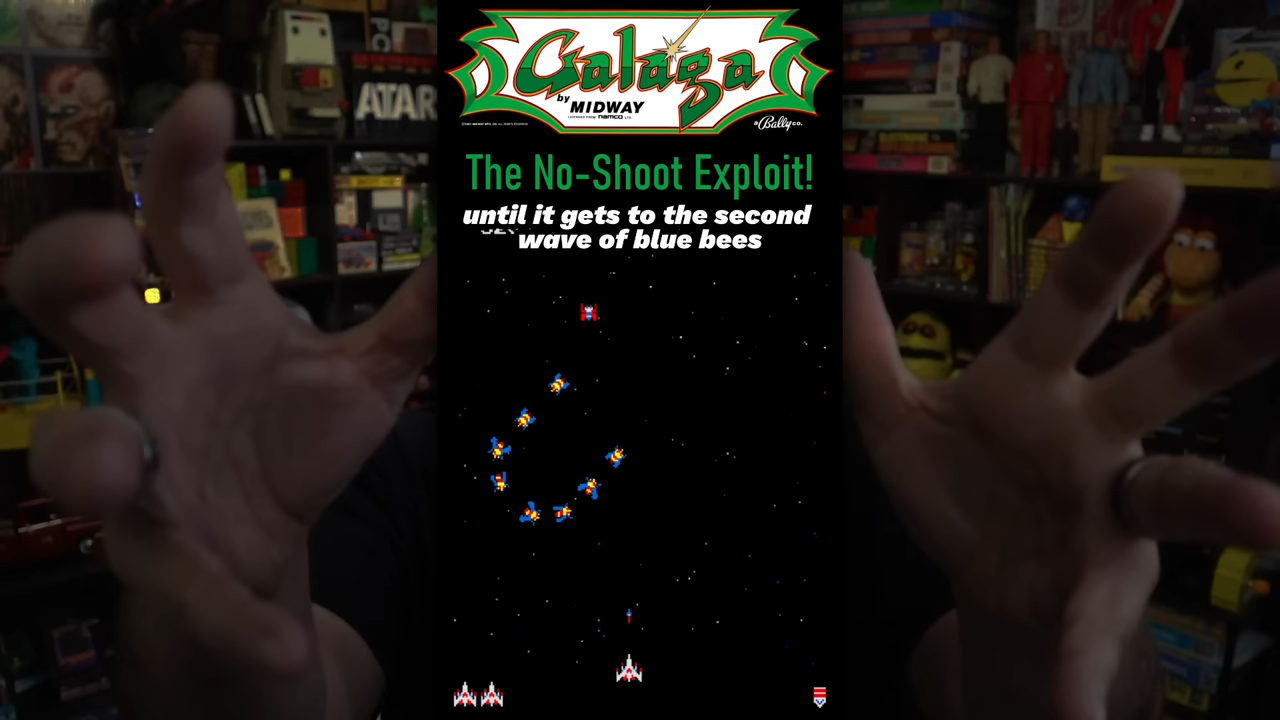 Galaga
by MIDWAY
LICENSED FROM namco LTD.
a Bally co.
The No-Shoot Exploit!
until it gets to the second
wave of blue bees
ATAR